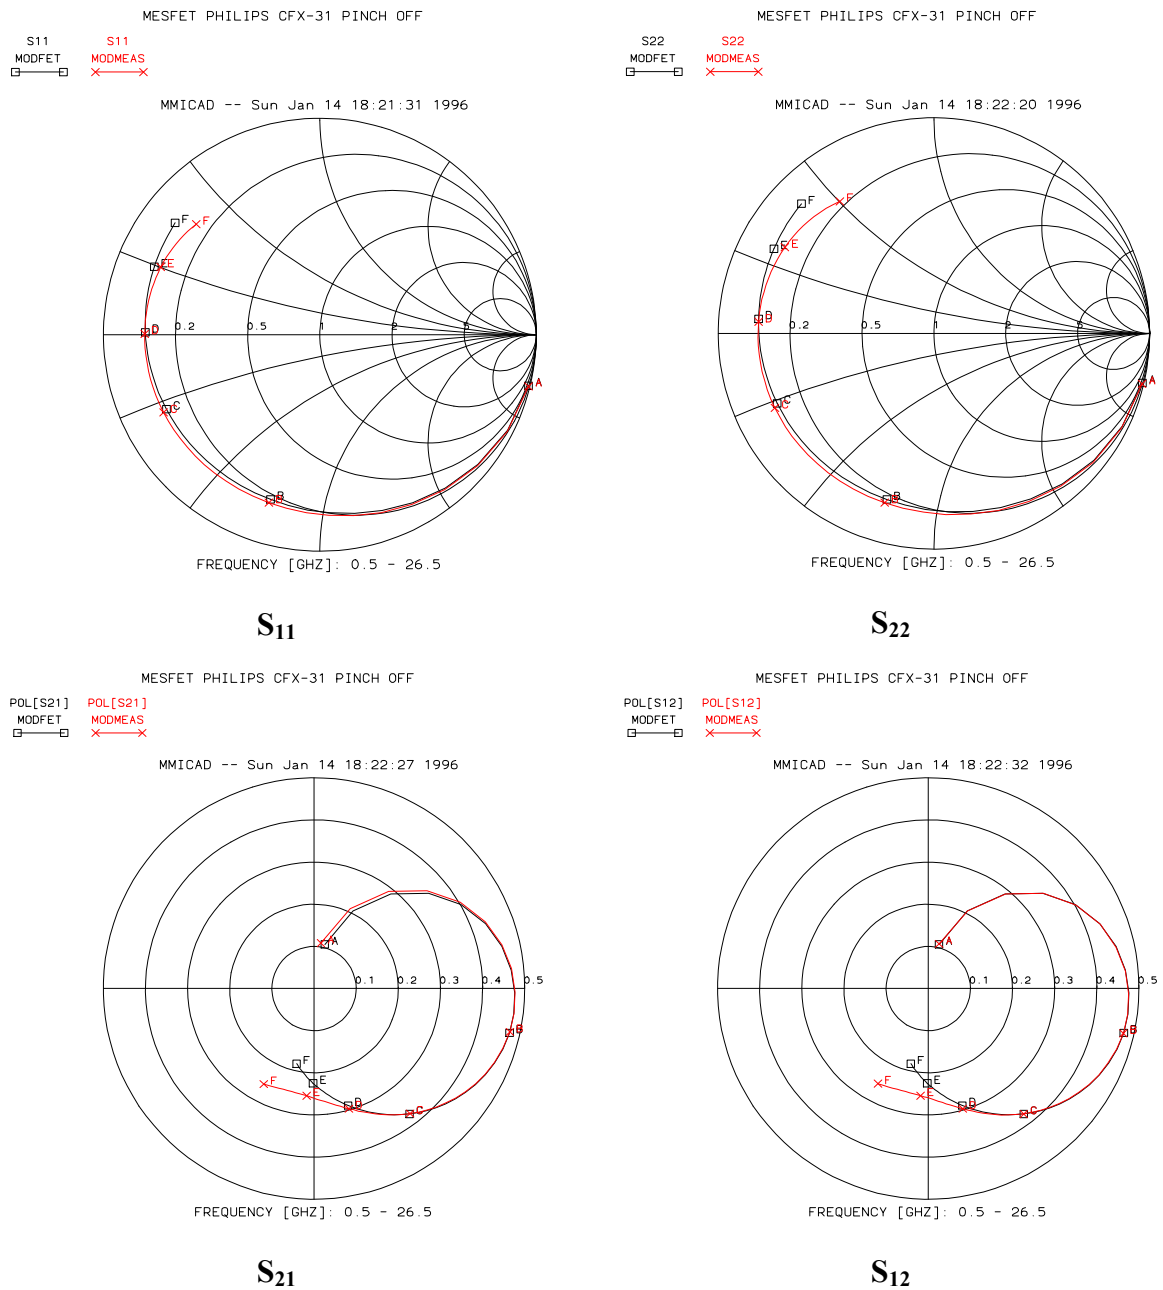 MESFET PHILIPS CFX-31 PINCH OFF
S11 S11
MODFET MODMEAS
MMICAD -- Sun Jan 14 18:21:31 1996
F F
E E
D D
0.2 0.5 1 2 5
A A
C C
B B
FREQUENCY [GHZ]: 0.5 - 26.5
S11
MESFET PHILIPS CFX-31 PINCH OFF
S22 S22
MODFET MODMEAS
MMICAD -- Sun Jan 14 18:22:20 1996
F F
E E
D D
0.2 0.5 1 2 5
A A
C C
B B
FREQUENCY [GHZ]: 0.5 - 26.5
S22
MESFET PHILIPS CFX-31 PINCH OFF
POL[S21] POL[S21]
MODFET MODMEAS
MMICAD -- Sun Jan 14 18:22:27 1996
A A
0.1 0.2 0.3 0.4 0.5
B B
F
F E
E D D
C C
FREQUENCY [GHZ]: 0.5 - 26.5
S21
MESFET PHILIPS CFX-31 PINCH OFF
POL[S12] POL[S12]
MODFET MODMEAS
MMICAD -- Sun Jan 14 18:22:32 1996
A A
0.1 0.2 0.3 0.4 0.5
B B
F
F E
E D D
C C
FREQUENCY [GHZ]: 0.5 - 26.5
S12